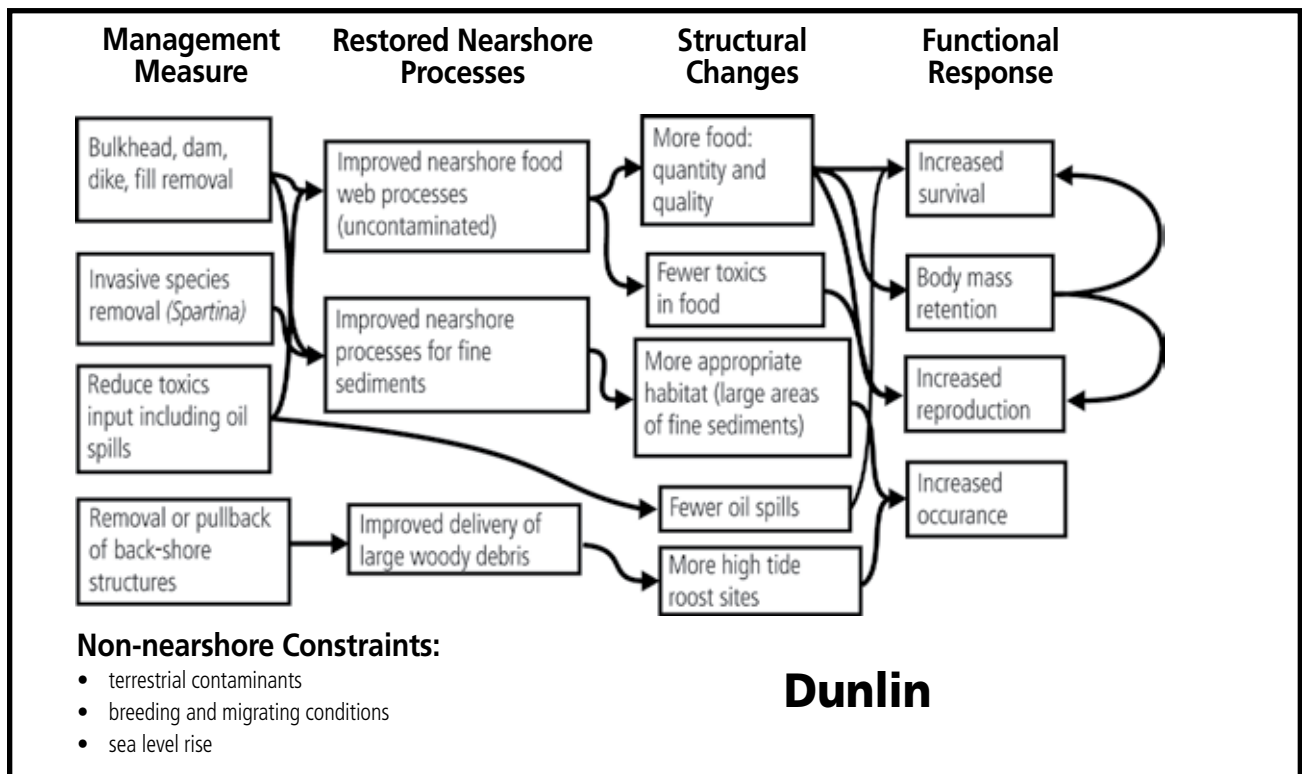 Management
Measure
Restored Nearshore
Processes
Structural
Changes
Functional
Response
Bulkhead, dam,
dike, fill removal
Invasive species
removal (Spartina)
Reduce toxics
input including oil
spills
Removal or pullback
of back-shore
structures
Improved nearshore food
web processes
(uncontaminated)
Improved nearshore
processes for fine
sediments
Improved delivery of
large woody debris
More food:
quantity and
quality
Fewer toxics
in food
More appropriate
habitat (large areas
of fine sediments)
Fewer oil spills
More high tide
roost sites
Increased
survival
Body mass
retention
Increased
reproduction
Increased
occurance
Non-nearshore Constraints:
• terrestrial contaminants
• breeding and migrating conditions
• sea level rise
Dunlin